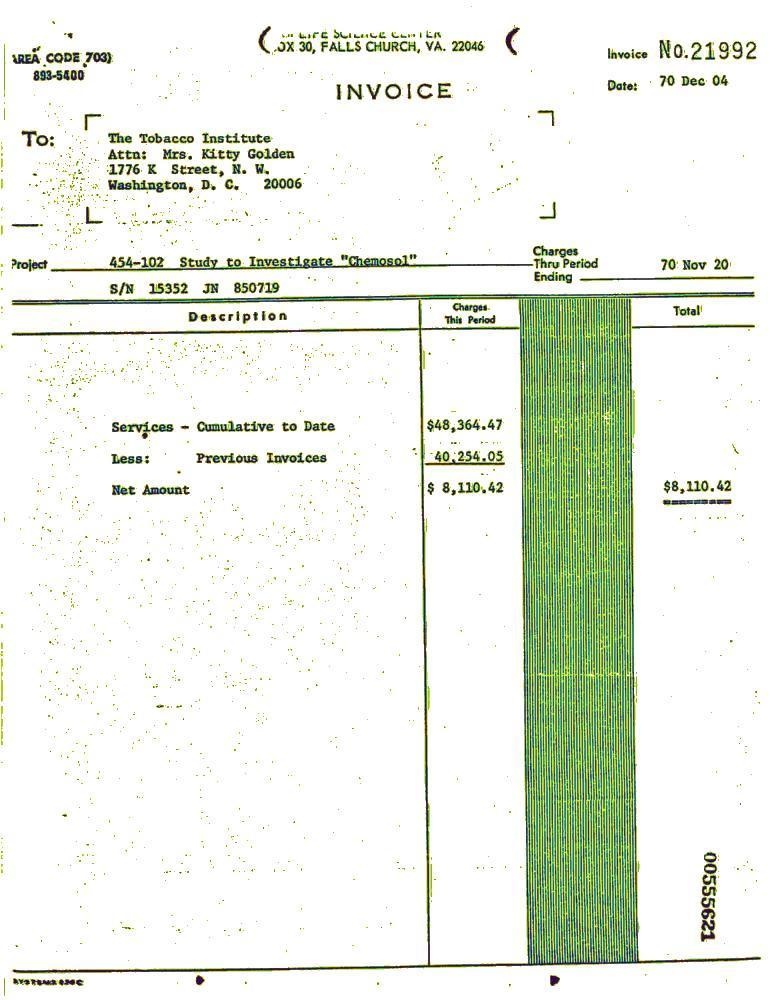 LIFE SCIENCE CENTER
OX 30, FALLS CHURCH, VA. 22046
AREA CODE 703)
893-5400
Invoice No.21992
Date: 70 Dec 04
INVOICE
To:
The Tobacco Institute
Attn: Mrs. Kitty Golden
1776 K Street, N. W.
Washington, D. C. 20006
Project 454-102 Study to Investigate "Chemosol"
S/N 15352 JN 850719
Charges
Thru Period
Ending 70 Nov 20
Description
Charges
This Period
Total
Services - Cumulative to Date $48,364.47
Less: Previous Invoices 40,254.05
Net Amount $ 8,110.42 $8,110.42
00555621